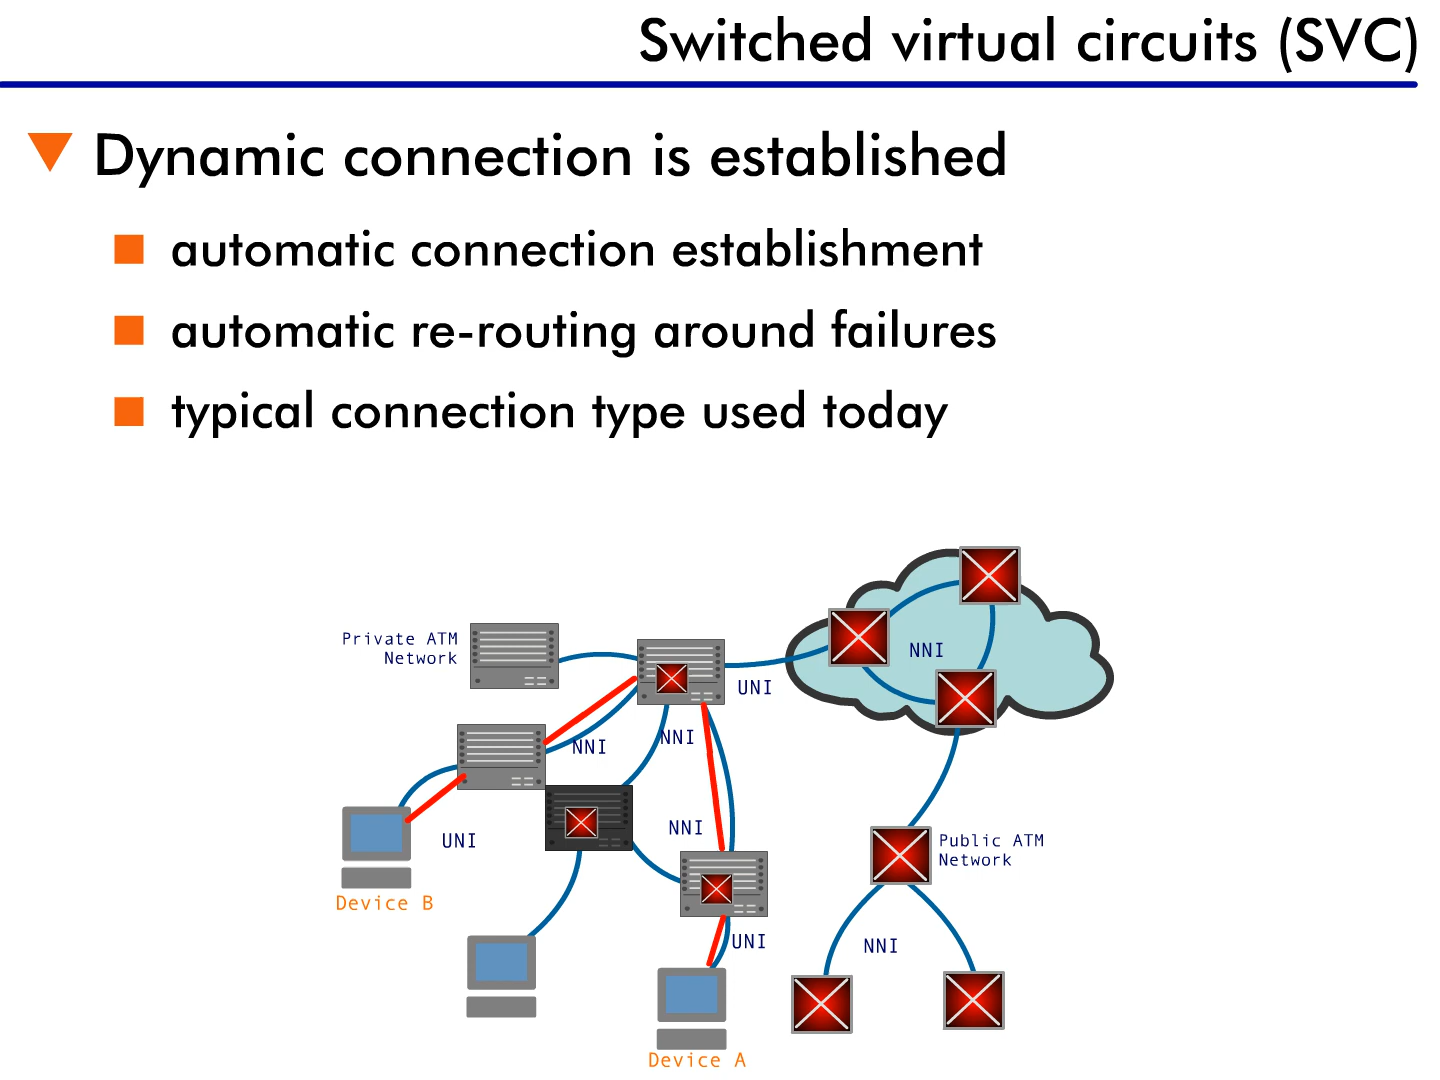 Switched virtual circuits (SVC)
Dynamic connection is established
automatic connection establishment
automatic re-routing around failures
typical connection type used today
Private ATM
Network
NNI
UNI
NNI
NNI
NNI
UNI
Public ATM
Network
Device B
UNI
NNI
Device A